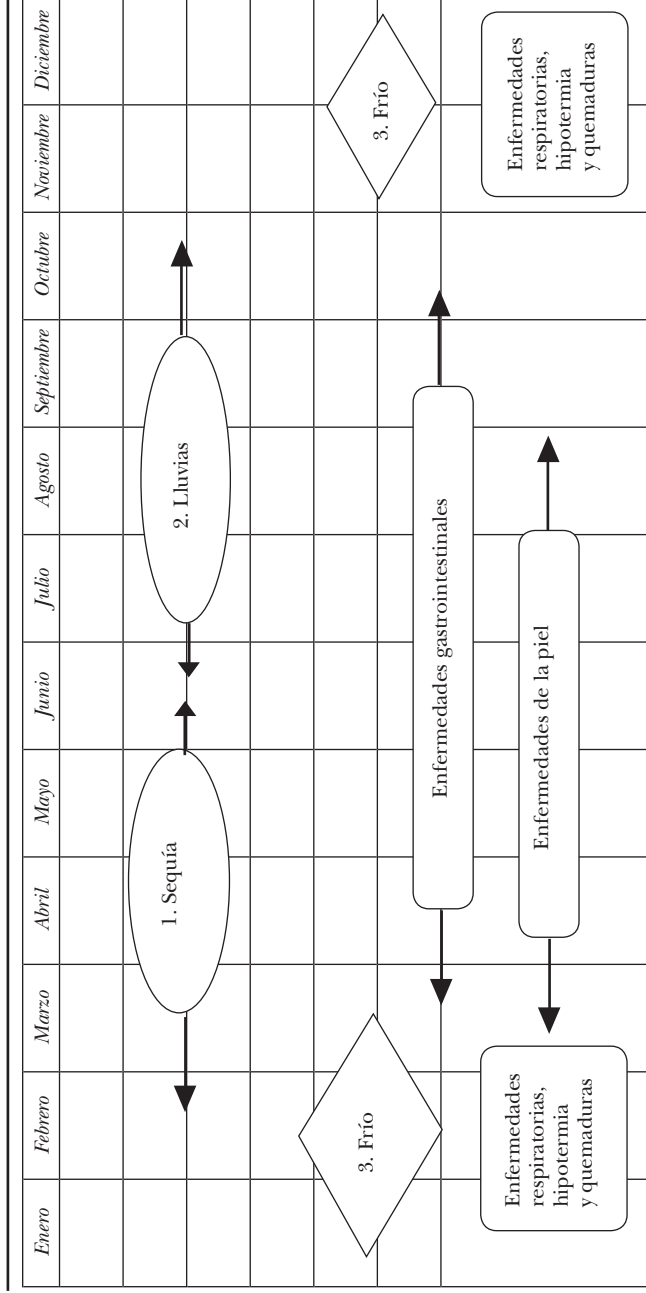 Enero Febrero Marzo Abril Mayo Junio Julio Agosto Septiembre Octubre Noviembre Diciembre
1. Sequía
2. Lluvias
3. Frío
3. Frío
Enfermedades gastrointestinales
Enfermedades
respiratorias,
hipotermia
y quemaduras
Enfermedades de la piel
Enfermedades
respiratorias,
hipotermia
y quemaduras